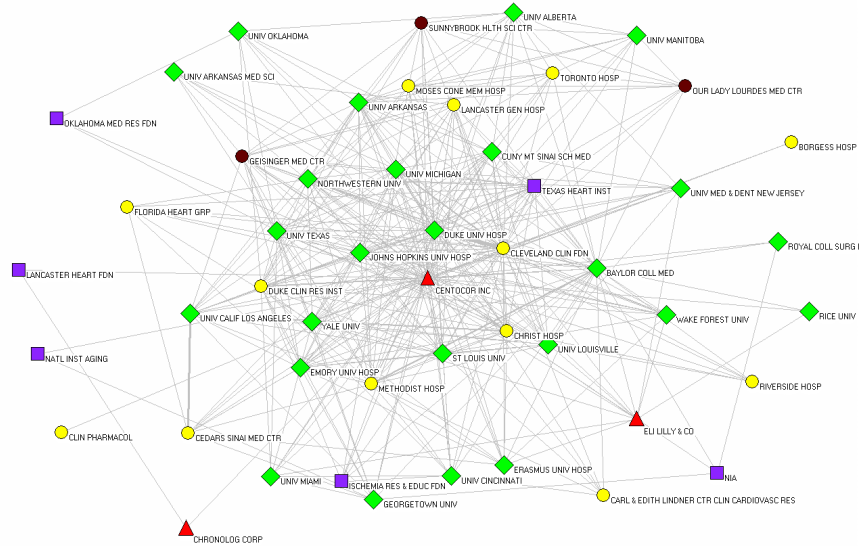 UNIV ALBERTA
SUNNYBROOK HLTH SCI CTR
UNIV OKLAHOMA
UNIV MANITOBA
UNIV ARKANSAS MED SCI
TORONTO HOSP
MOSES CONE MEM HOSP
OUR LADY LOURDES MED CTR
UNIV ARKANSAS
LANCASTER GEN HOSP
OKLAHOMA MED RES FDN
BORGESS HOSP
CUNY MT SINAI SCH MED
GEISINGER MED CTR
UNIV MICHIGAN
NORTHWESTERN UNIV
TEXAS HEART INST
UNIV MED & DENT NEW JERSEY
FLORIDA HEART GRP
UNIV TEXAS
DUKE UNIV HOSP
ROYAL COLL SURG
JOHNS HOPKINS UNIV HOSP
CLEVELAND CLIN FDN
LANCASTER HEART FDN
BAYLOR COLL MED
DUKE CLIN RES INST
CENTOCOR INC
UNIV CALIF LOS ANGELES
YALE UNIV
WAKE FOREST UNIV
RICE UNIV
CHRIST HOSP
UNIV LOUISVILLE
NATL INST AGING
ST LOUIS UNIV
EMORY UNIV HOSP
METHODIST HOSP
RIVERSIDE HOSP
CLIN PHARMACOL
CEDARS SINAI MED CTR
ELI LILLY & CO
ERASMUS UNIV HOSP
UNIV MIAMI
ISCHEMIA RES & EDUC FDN
UNIV CINCINNATI
NIA
GEORGETOWN UNIV
CARL & EDITH LINDNER CTR CLIN CARDIOVASC RES
CHRONOLOG CORP